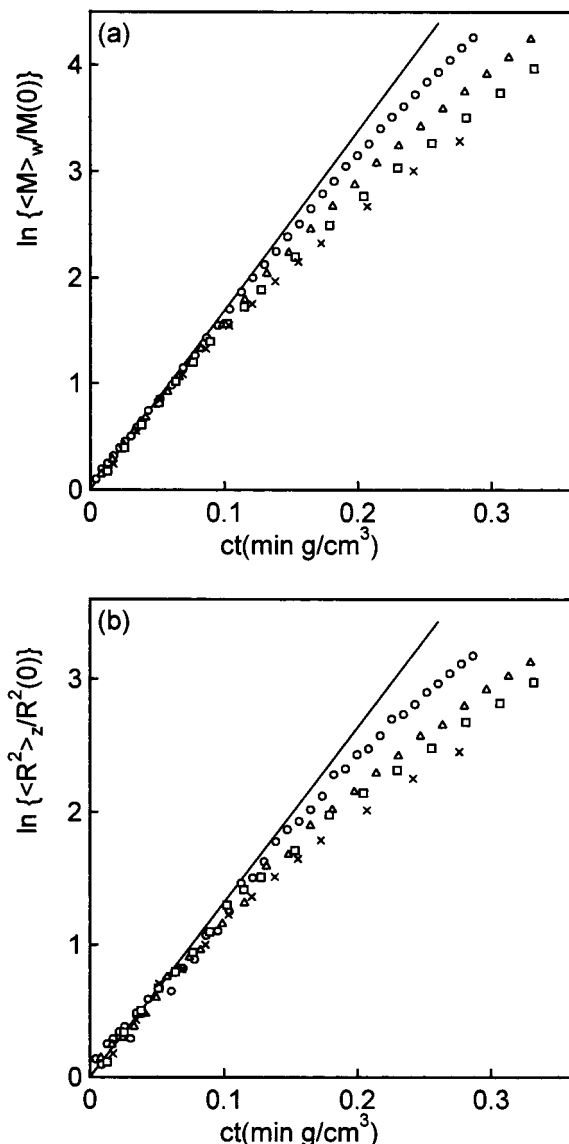 (a)
4
3
2
1
0
ln {<M>w/M(0)}
0 0.1 0.2 0.3
ct(min g/cm³)
(b)
3
2
1
0
ln {<R²>z/R²(0)}
0 0.1 0.2 0.3
ct(min g/cm³)